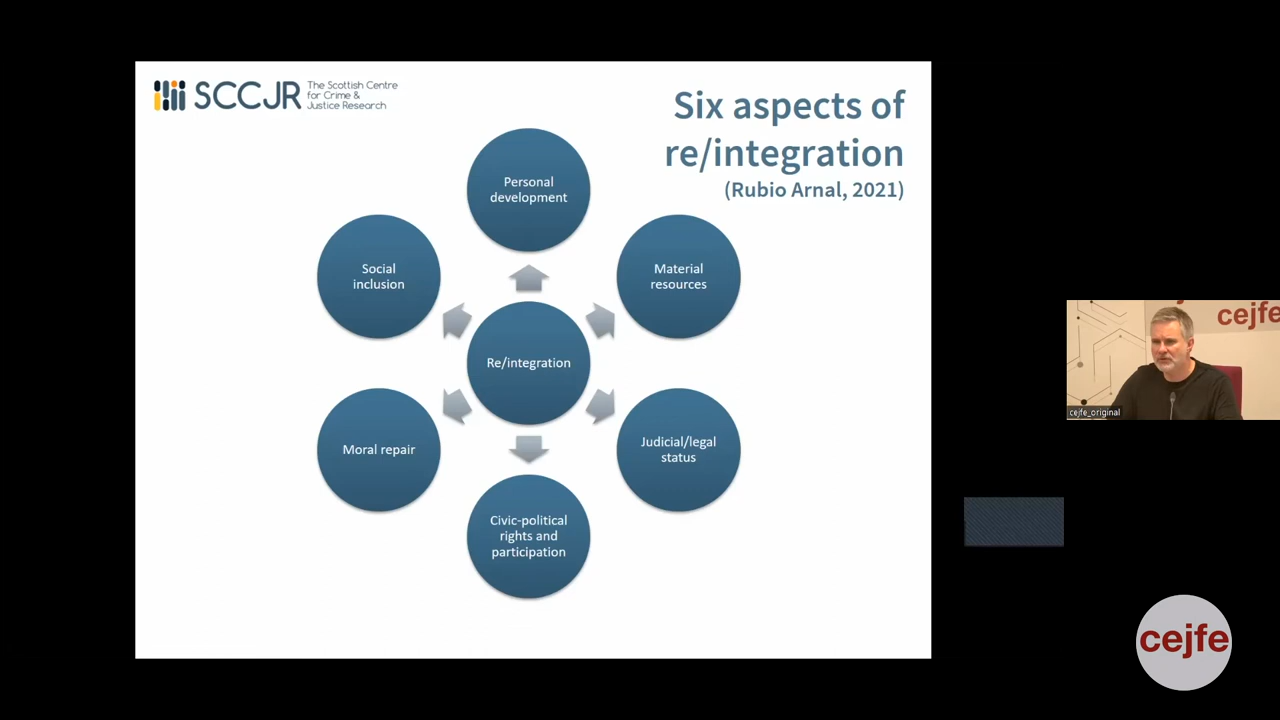 SCCJR
The Scottish Centre
for Crime &
Justice Research
Six aspects of
re/integration
(Rubio Arnal, 2021)
Personal
development
Social
inclusion
Material
resources
Re/integration
Moral repair
Judicial/legal
status
Civic-political
rights and
participation
cejfe
cejfe_original
cejfe